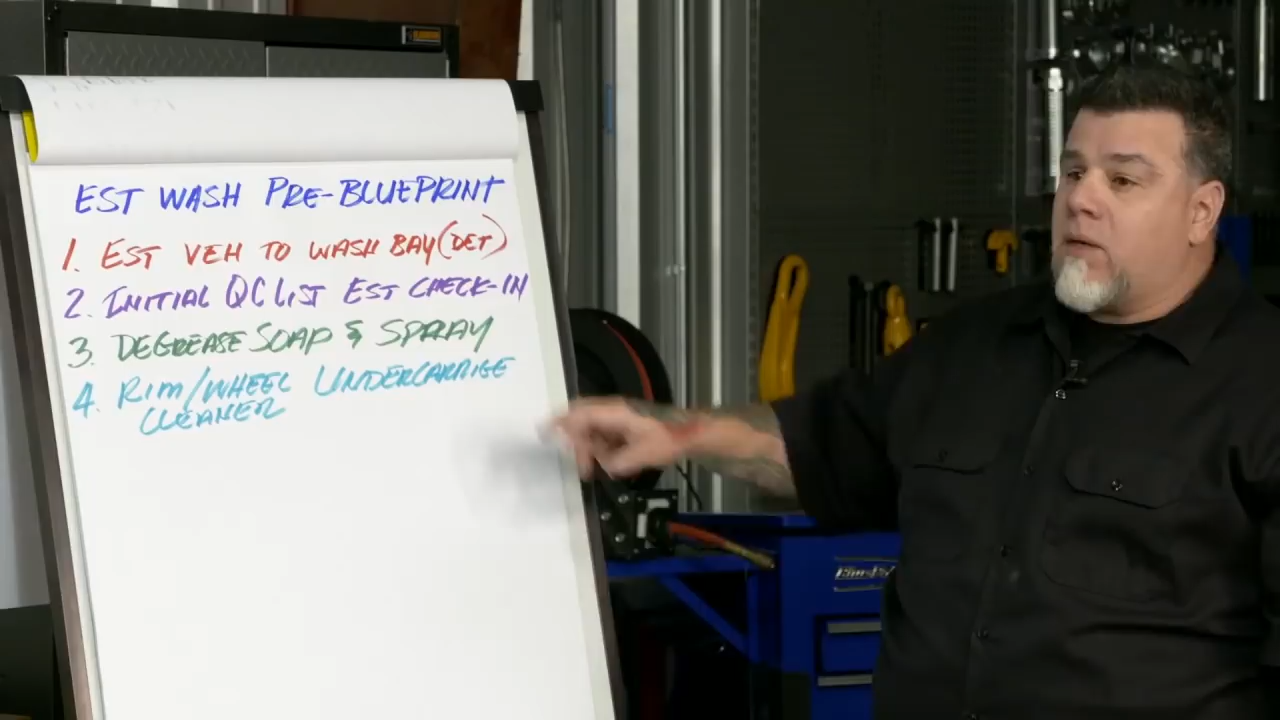 EST WASH PRE-BLUEPRINT
1. EST VEH TO WASH BAY (DET)
2. INITIAL QC LIST EST CHECK-IN
3. DEGREASE SOAP & SPRAY
4. RIM/WHEEL UNDERCARRIGE
CLEANER